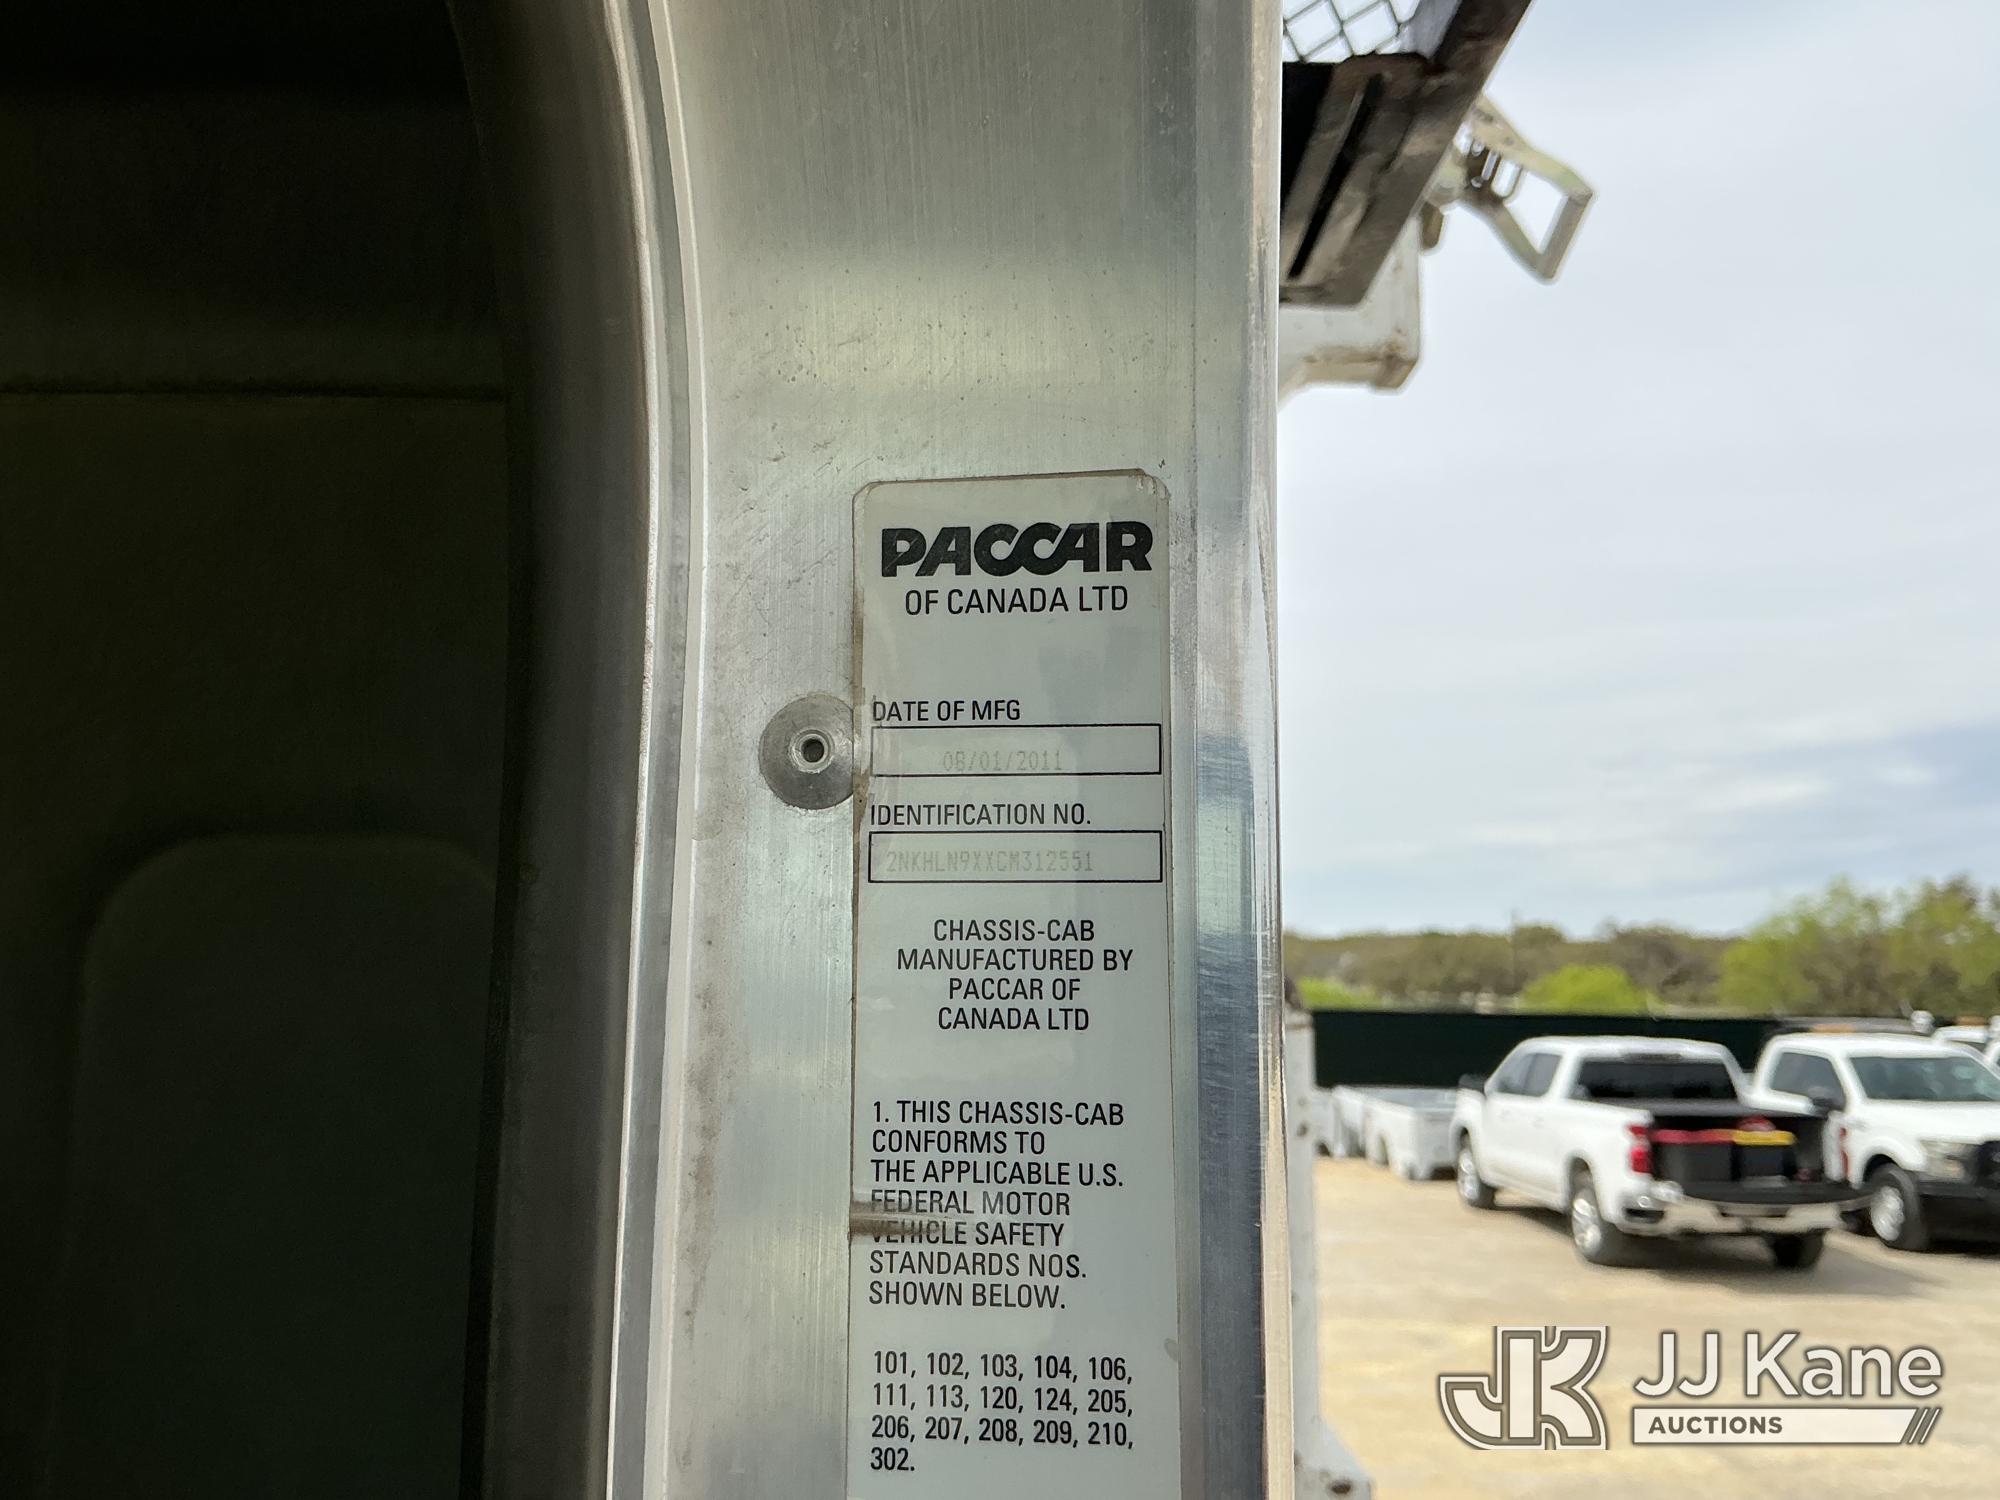 PACCAR
OF CANADA LTD
DATE OF MFG
08/01/2011
IDENTIFICATION NO.
2NKHLN9XXCM312551
CHASSIS-CAB
MANUFACTURED BY
PACCAR OF
CANADA LTD
1. THIS CHASSIS-CAB
CONFORMS TO
THE APPLICABLE U.S.
FEDERAL MOTOR
VEHICLE SAFETY
STANDARDS NOS.
SHOWN BELOW.
101, 102, 103, 104, 106,
111, 113, 120, 124, 205,
206, 207, 208, 209, 210,
302.
JK JJ Kane
AUCTIONS